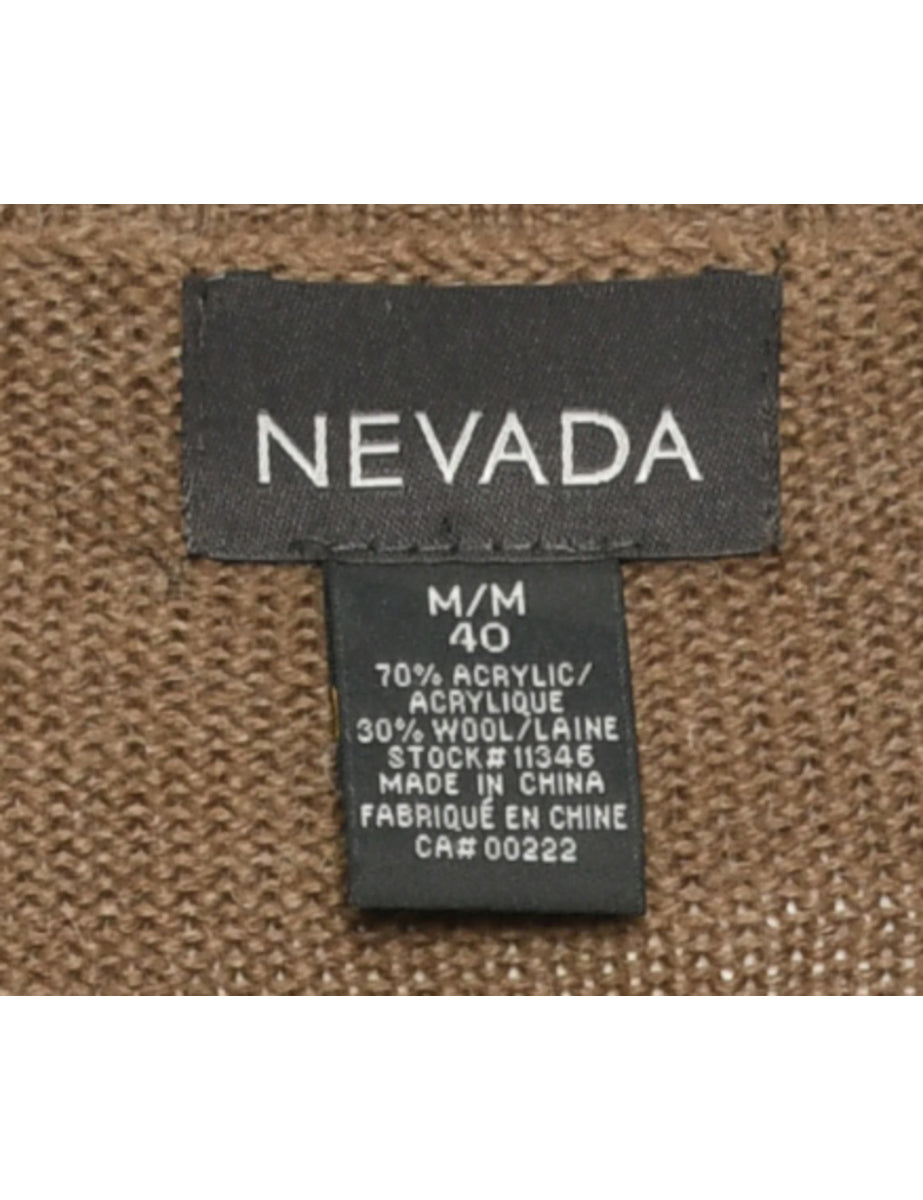 NEVADA
M/M
40
70% ACRYLIC/
ACRYLIQUE
30% WOOL/LAINE
STOCK# 11346
MADE IN CHINA
FABRIQUÉ EN CHINE
CA# 00222